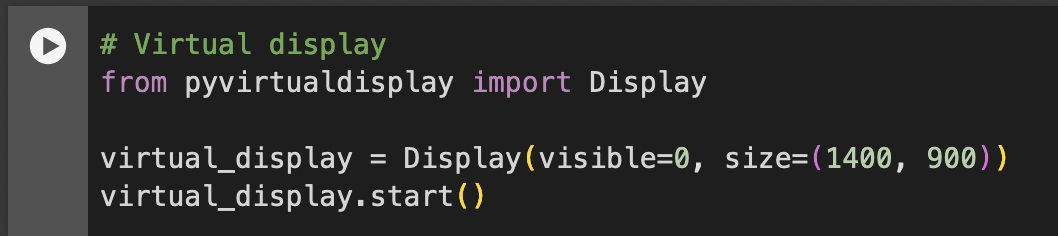 # Virtual display
from pyvirtualdisplay import Display
virtual_display = Display(visible=0, size=(1400, 900))
virtual_display.start()